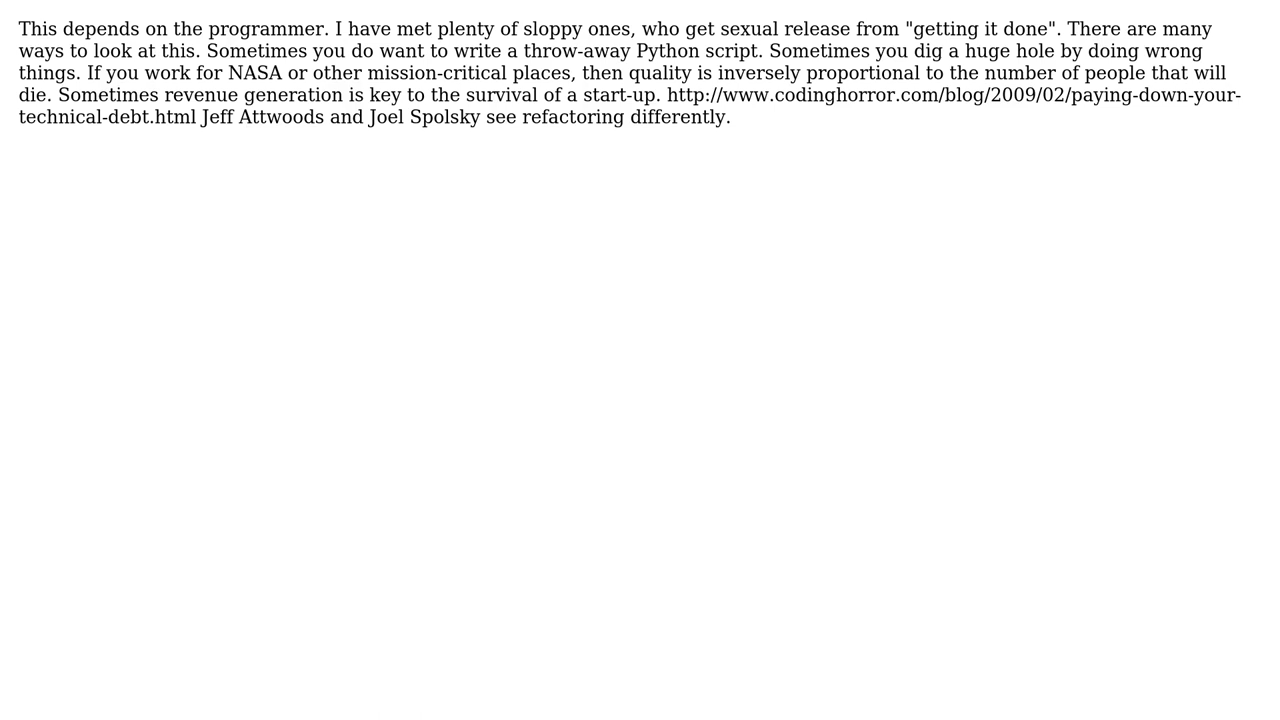 This depends on the programmer. I have met plenty of sloppy ones, who get sexual release from "getting it done". There are many
ways to look at this. Sometimes you do want to write a throw-away Python script. Sometimes you dig a huge hole by doing wrong
things. If you work for NASA or other mission-critical places, then quality is inversely proportional to the number of people that will
die. Sometimes revenue generation is key to the survival of a start-up. http://www.codinghorror.com/blog/2009/02/paying-down-your-
technical-debt.html Jeff Attwoods and Joel Spolsky see refactoring differently.